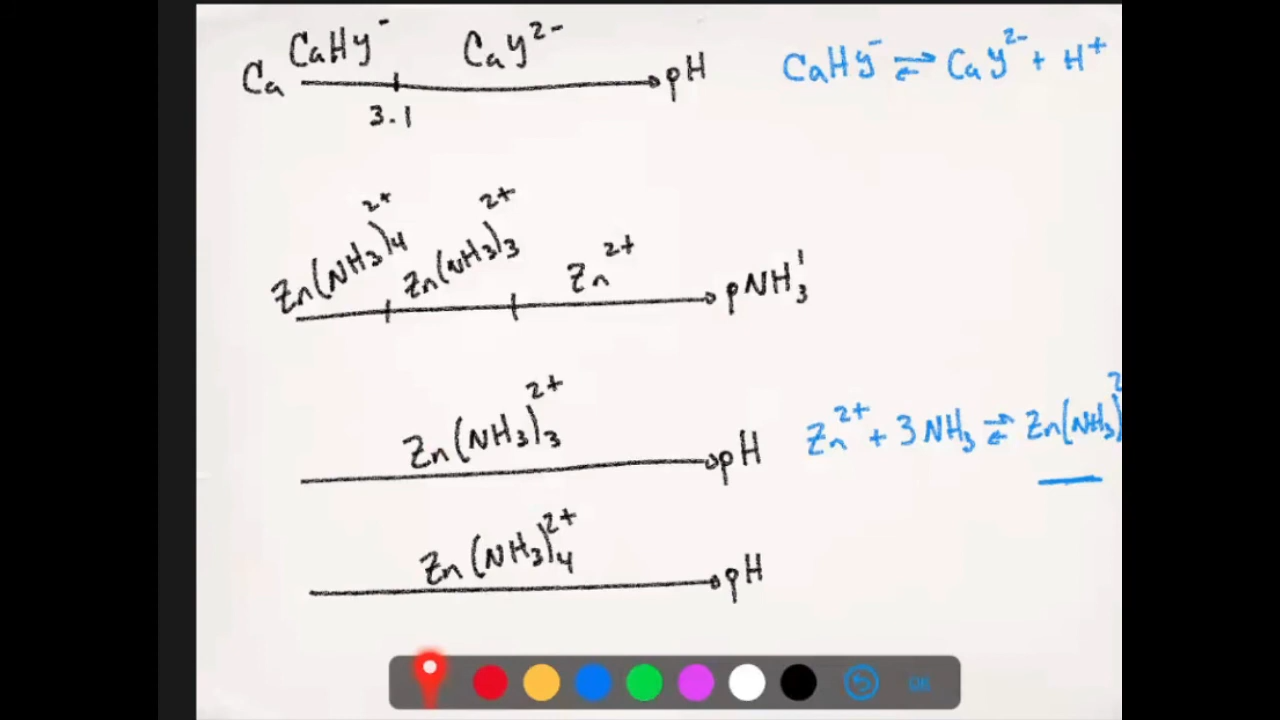 CaHy⁻ Cay²⁻ CaHy⁻ ⇌ Cay²⁻ + H⁺
Ca pH
3.1
Zn(NH₃)₄²⁺ Zn(NH₃)₃²⁺ Zn²⁺
pNH₃'
Zn(NH₃)₃²⁺ Zn²⁺ + 3NH₃ ⇌ Zn(NH₃)²
pH
Zn(NH₃)₄²⁺
pH